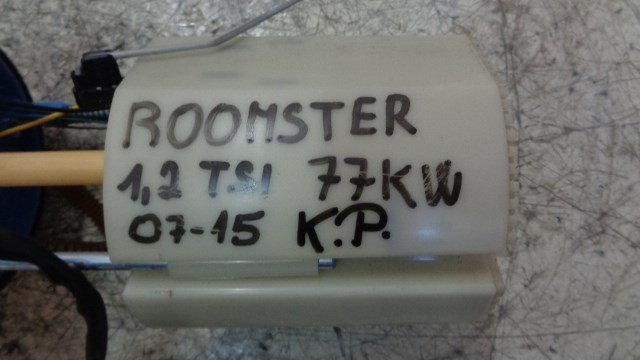 ROOMSTER
1,2 TSI 77KW
07-15 K.P.